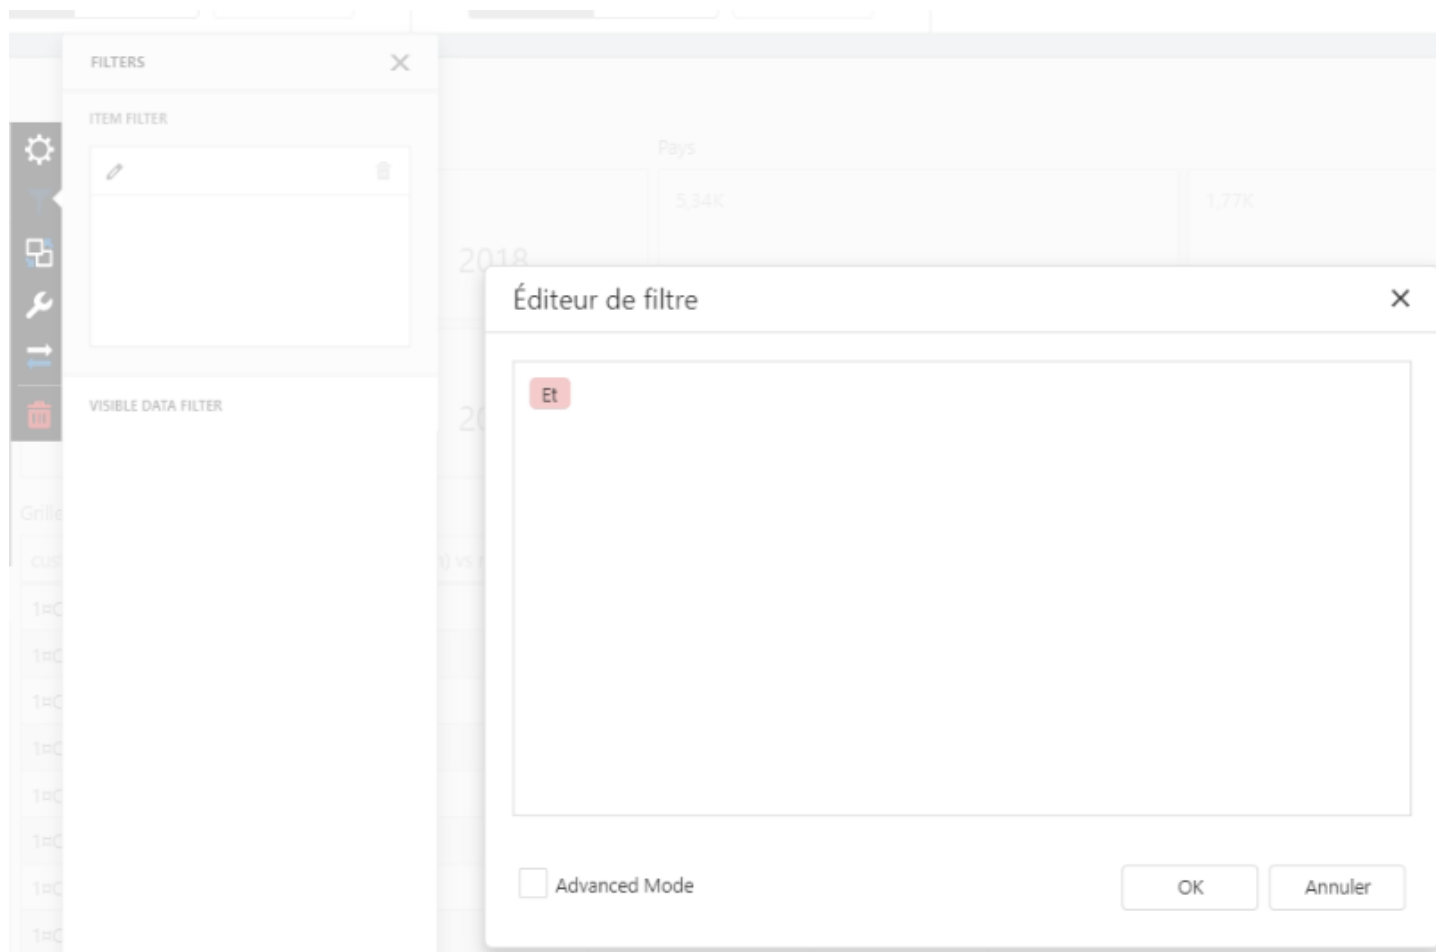 FILTERS
ITEM FILTER
Pays
5,34K
1,77K
2018
Éditeur de filtre
Et
VISIBLE DATA FILTER
Grille
Advanced Mode
OK
Annuler